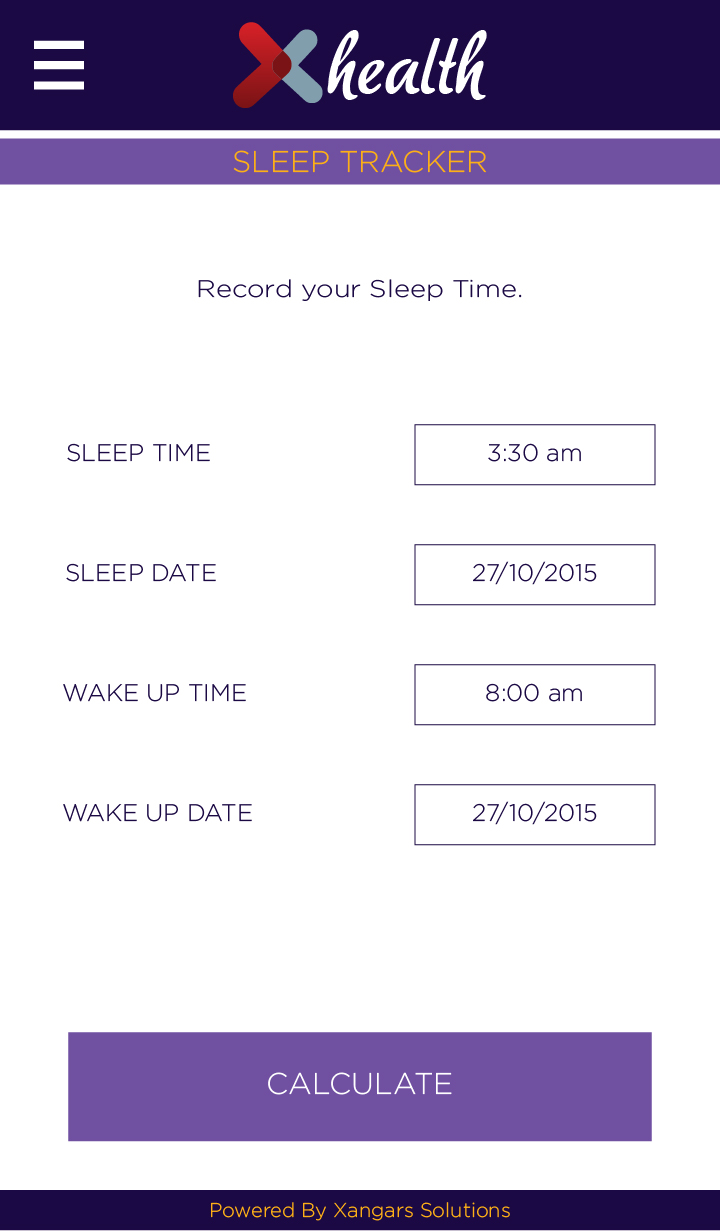 Xhealth
SLEEP TRACKER
Record your Sleep Time.
SLEEP TIME
3:30 am
SLEEP DATE
27/10/2015
WAKE UP TIME
8:00 am
WAKE UP DATE
27/10/2015
CALCULATE
Powered By Xangars Solutions